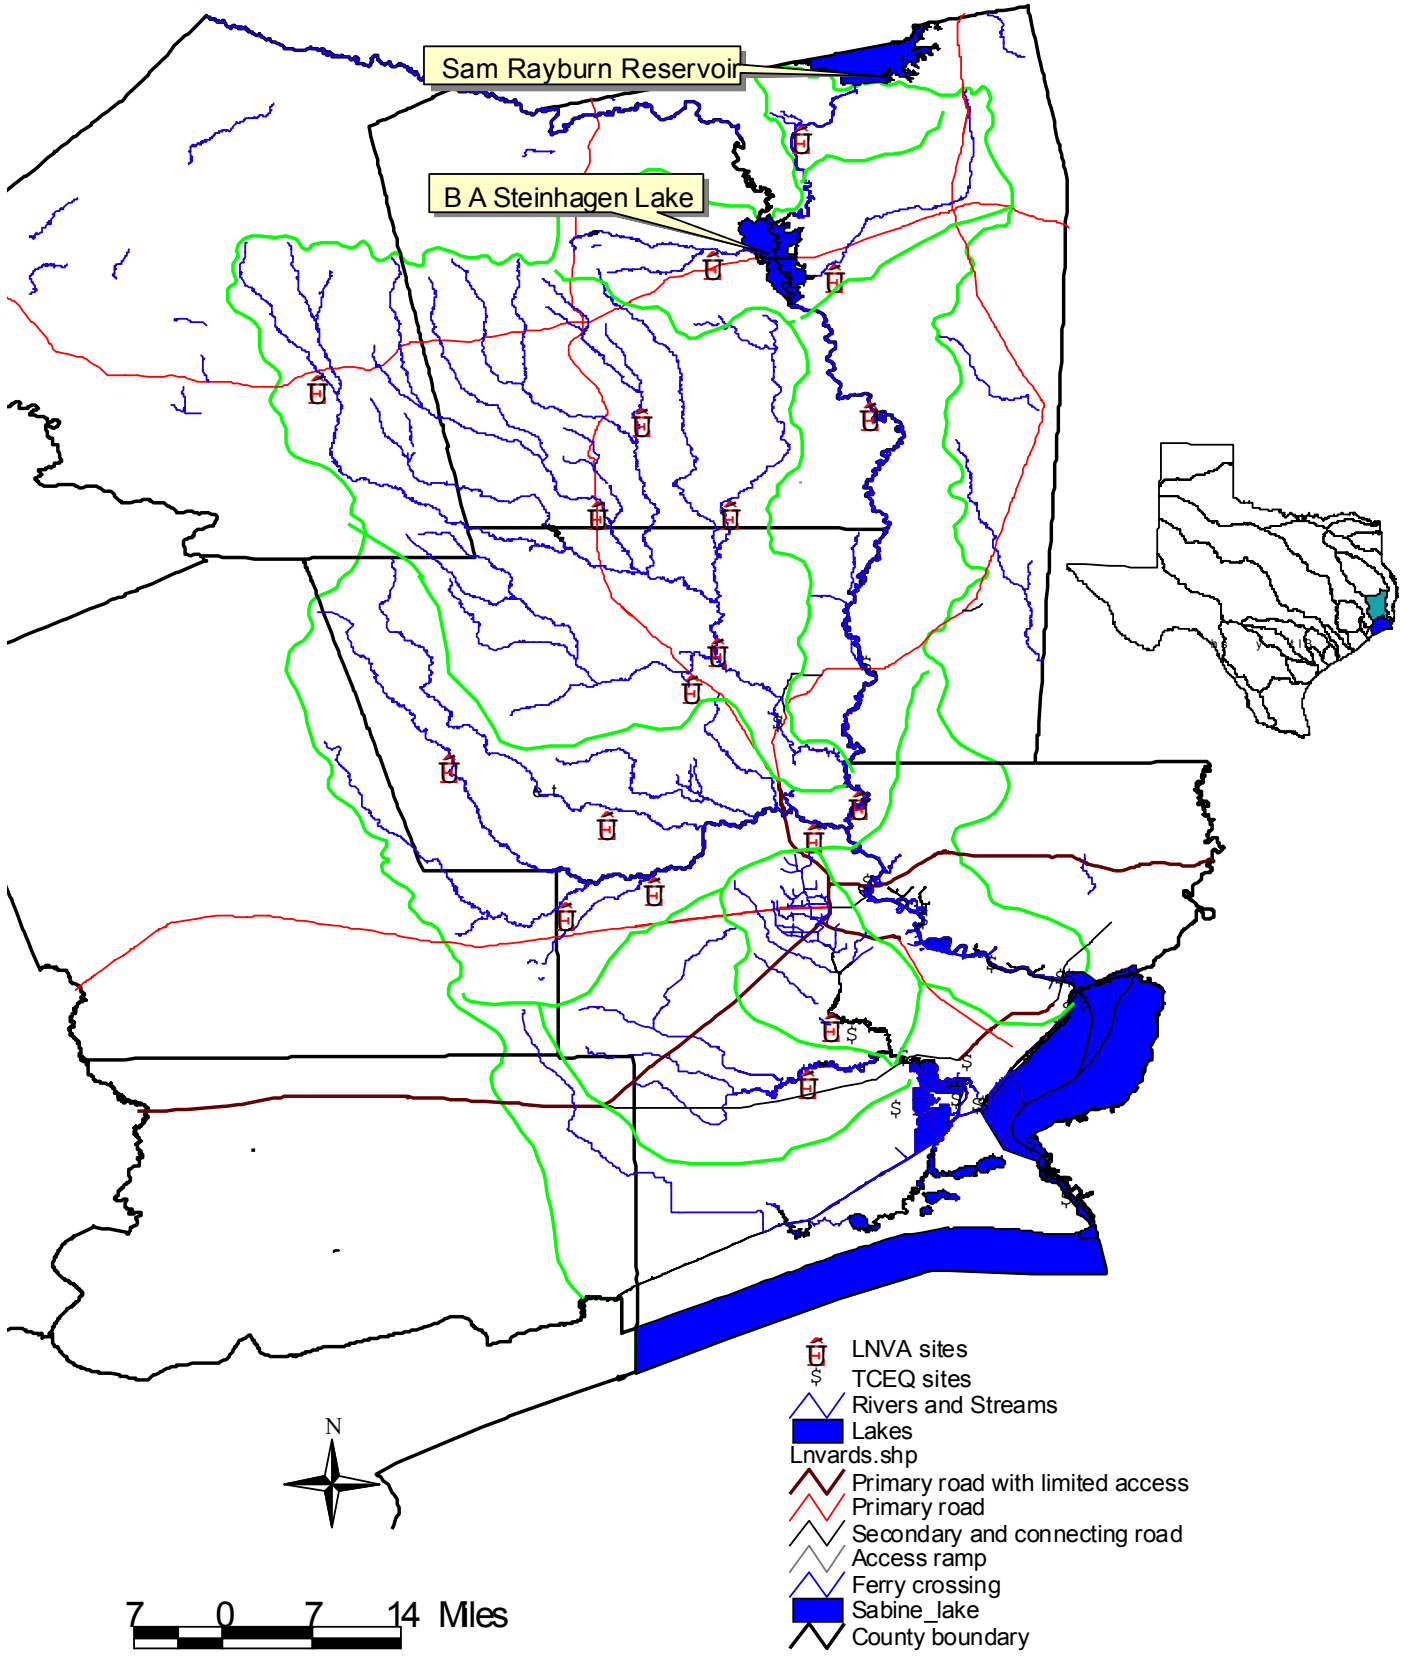 Sam Rayburn Reservoir
B A Steinhagen Lake
e t
LNVA sites
TCEQ sites
Rivers and Streams
Lakes
Lnvards.shp
Primary road with limited access
Primary road
Secondary and connecting road
Access ramp
Ferry crossing
Sabine_lake
County boundary
N
7 0 7 14 Miles